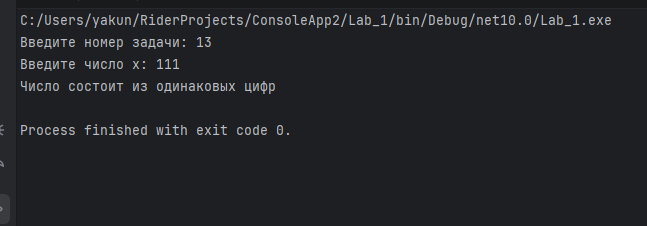 C:/Users/yakun/RiderProjects/ConsoleApp2/Lab_1/bin/Debug/net10.0/Lab_1.exe
Введите номер задачи: 13
Введите число x: 111
Число состоит из одинаковых цифр
Process finished with exit code 0.